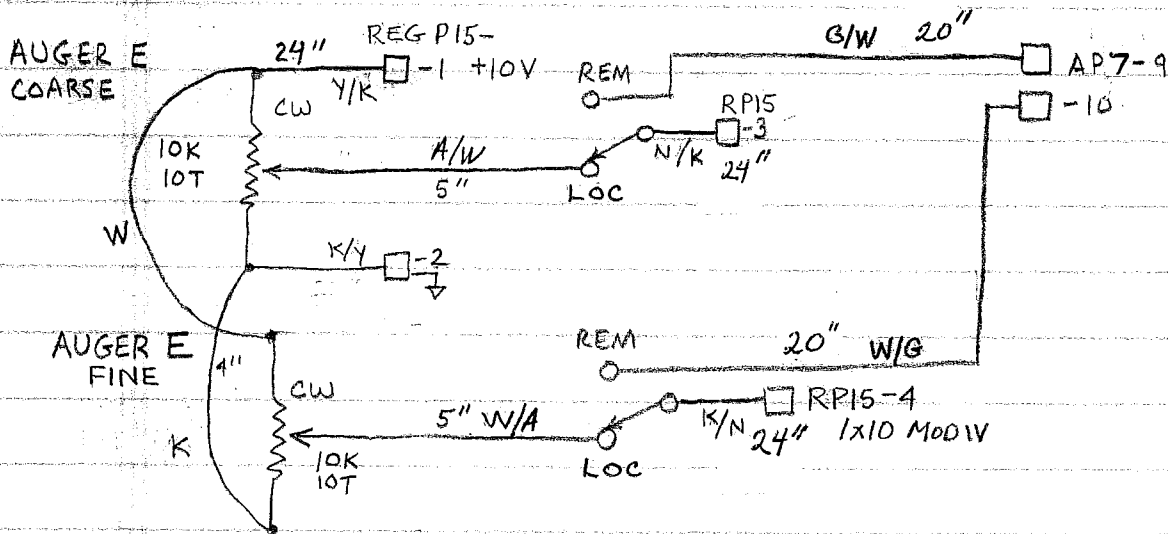 AUGER E
COARSE
24"
Y/K
REG P15-
-1 +10V
REM
G/W 20"
AP7-9
-10
CW
10K
10T
A/W
5"
LOC
N/K
RP15
-3
24"
W
K/Y
-2
AUGER E
FINE
4"
K
CW
10K
10T
5" W/A
REM
20" W/G
LOC
K/N
24"
RP15-4
1X10 MOD IV